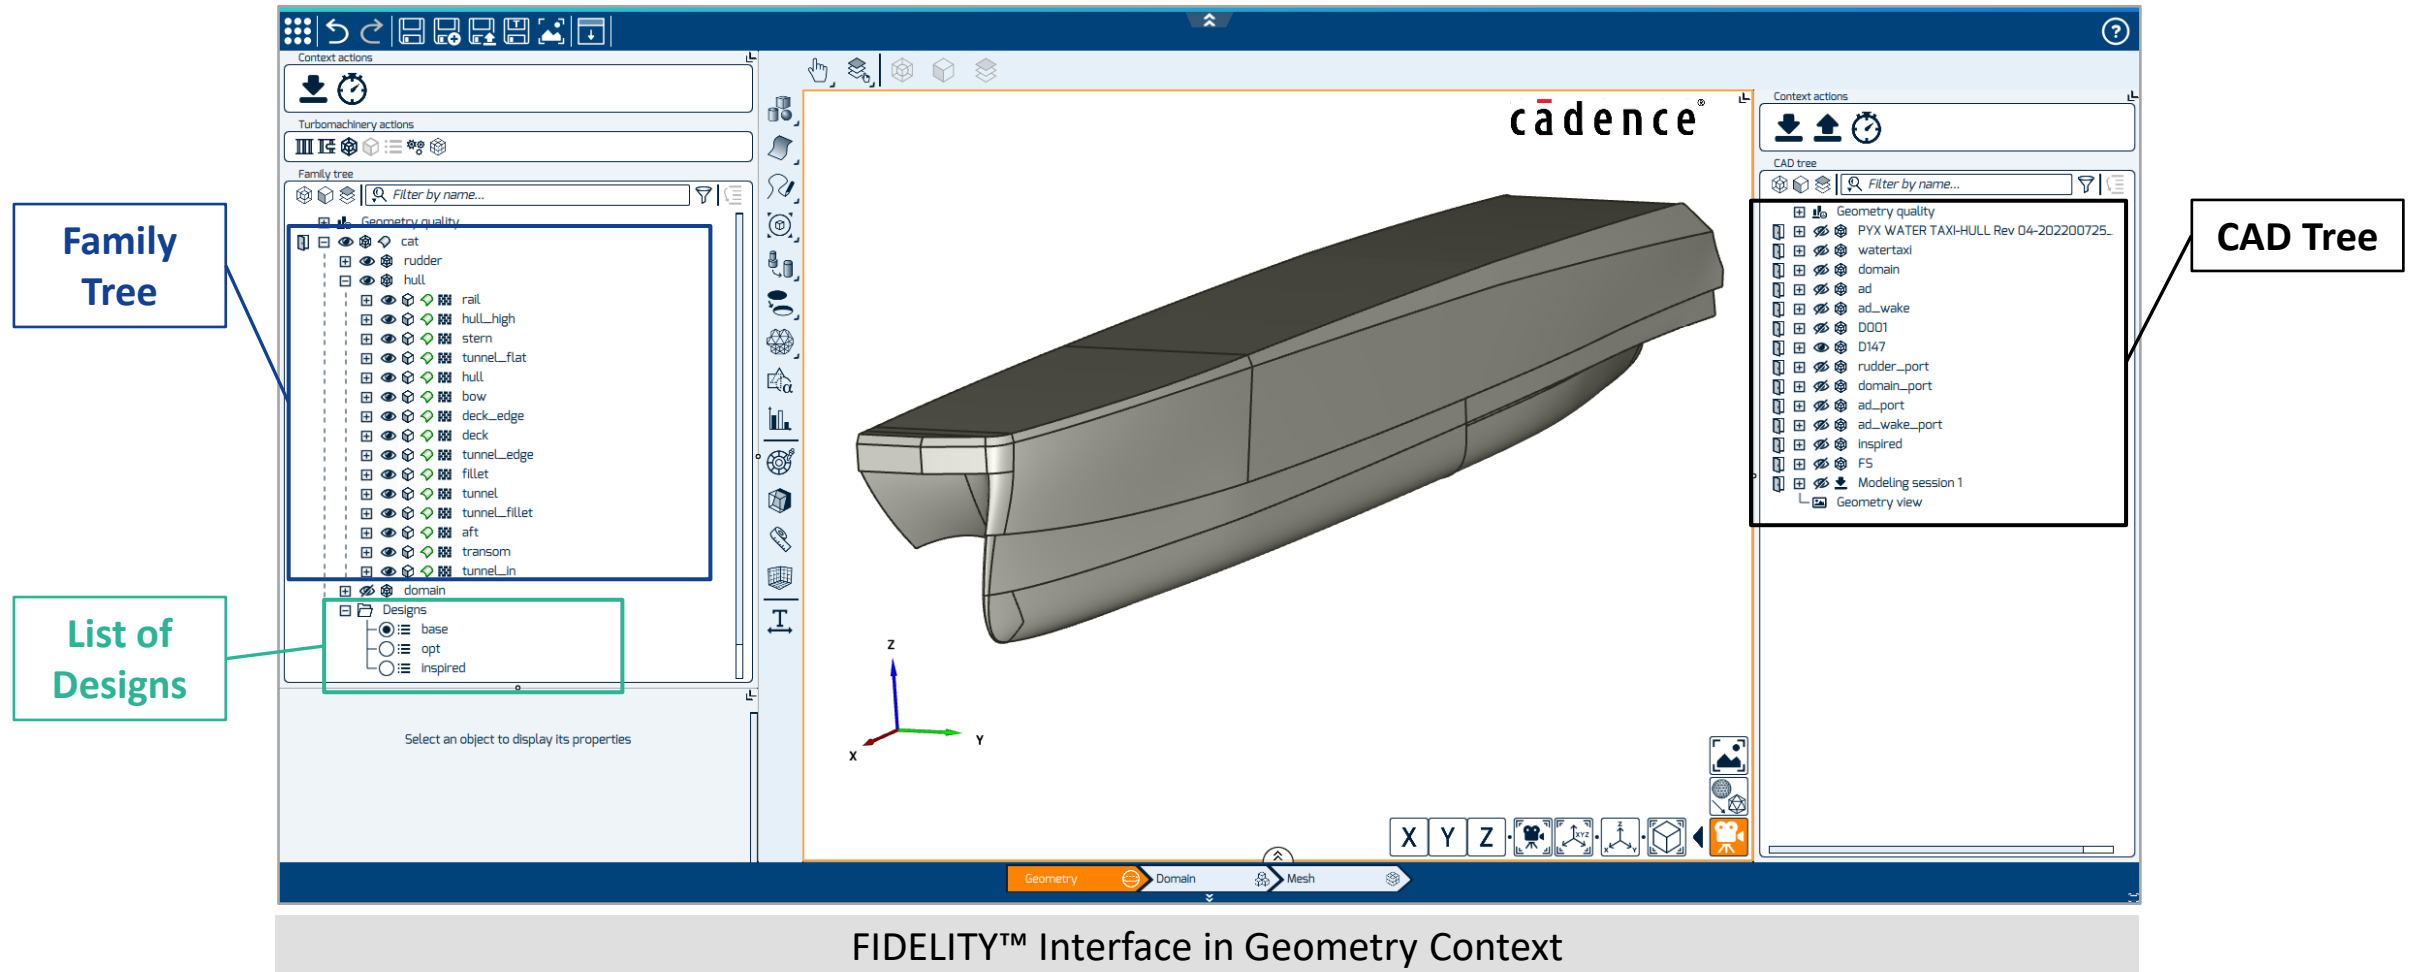 Context actions
Turbomachinery actions
Family tree
Filter by name...
Geometry quality
cat
rudder
hull
rail
hull_high
stern
tunnel_flat
hull
bow
deck_edge
deck
tunnel_edge
fillet
tunnel
tunnel_fillet
aft
transom
tunnel_in
domain
Designs
base
opt
inspired
Select an object to display its properties
Family
Tree
List of
Designs
cādence®
Z
Y
X
X Y Z
Context actions
CAD tree
Filter by name...
Geometry quality
PYX WATER TAXI-HULL Rev 04-202200725...
watertaxi
domain
ad
ad_wake
D001
D147
rudder_port
domain_port
ad_port
ad_wake_port
inspired
FS
Modeling session 1
Geometry view
CAD Tree
Geometry
Domain
Mesh
FIDELITY™ Interface in Geometry Context